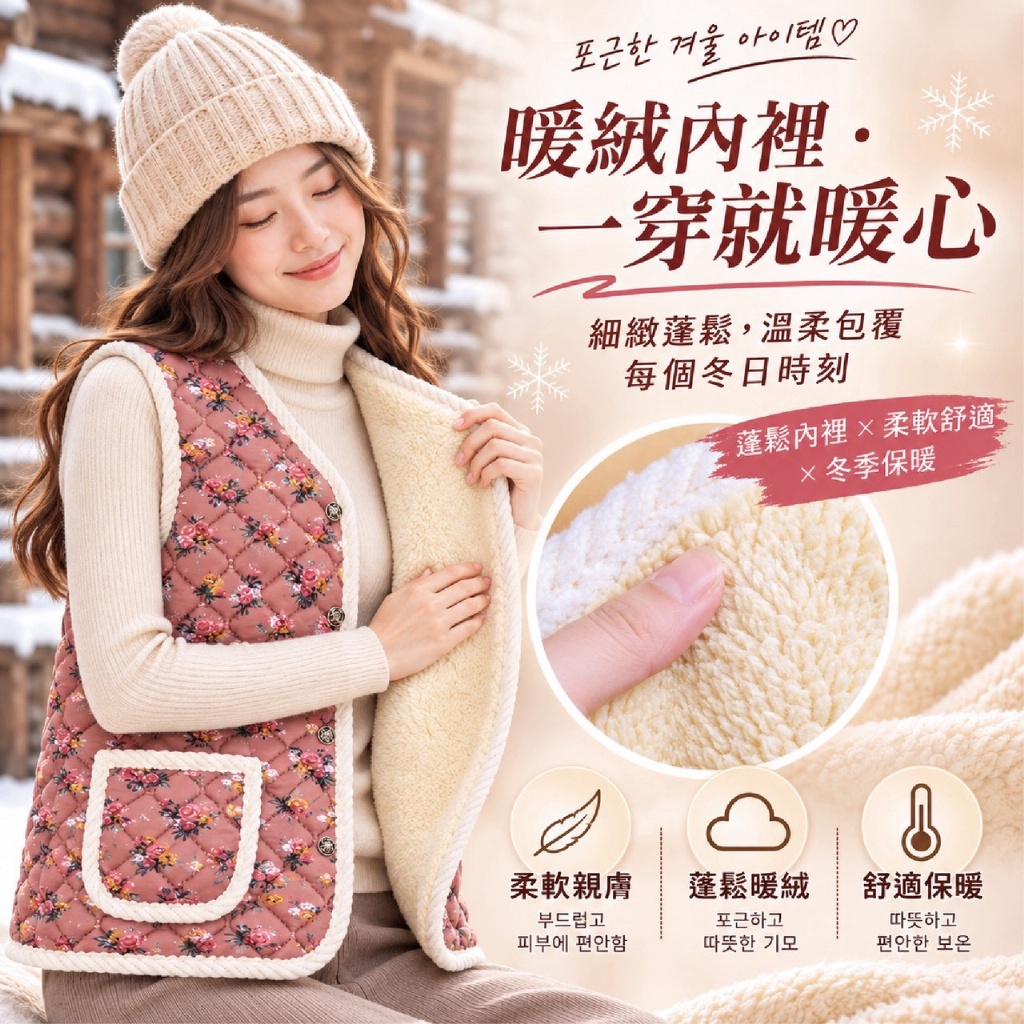 포근한 겨울 아이템♡
暖絨內裡・
一穿就暖心
細緻蓬鬆，溫柔包覆
每個冬日時刻
蓬鬆內裡 × 柔軟舒適
× 冬季保暖
柔軟親膚
부드럽고
피부에 편안함
蓬鬆暖絨
포근하고
따뜻한 기모
舒適保暖
따뜻하고
편안한 보온